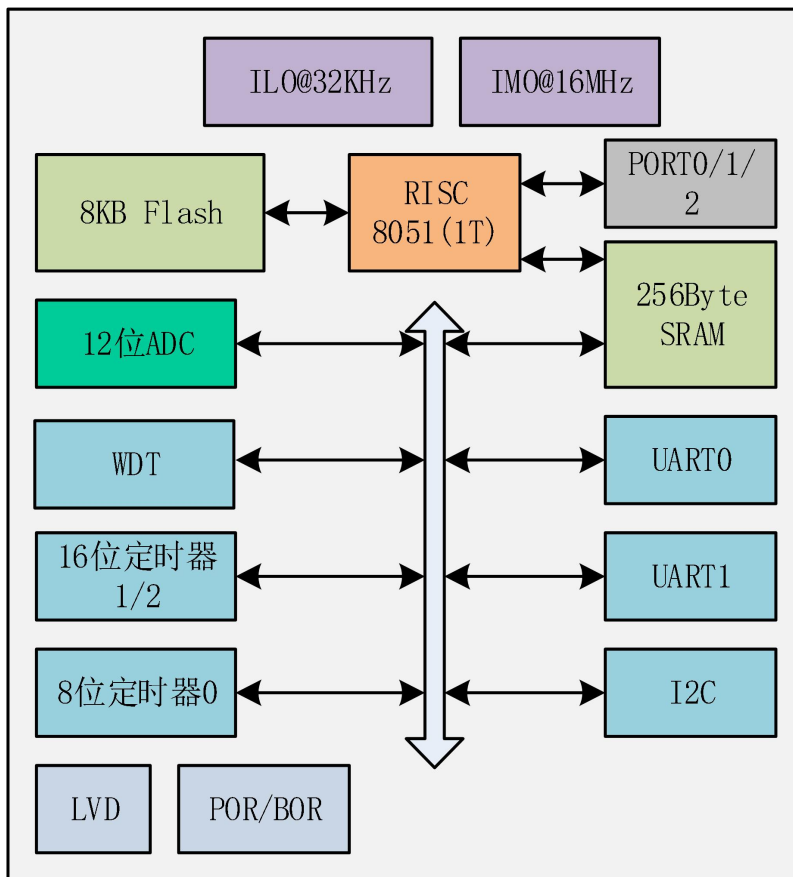 ILO@32KHz
IMO@16MHz
8KB Flash
RISC
8051(1T)
PORT0/1/
2
256Byte
SRAM
12位ADC
WDT
UART0
16位定时器
1/2
UART1
8位定时器0
I2C
LVD
POR/BOR